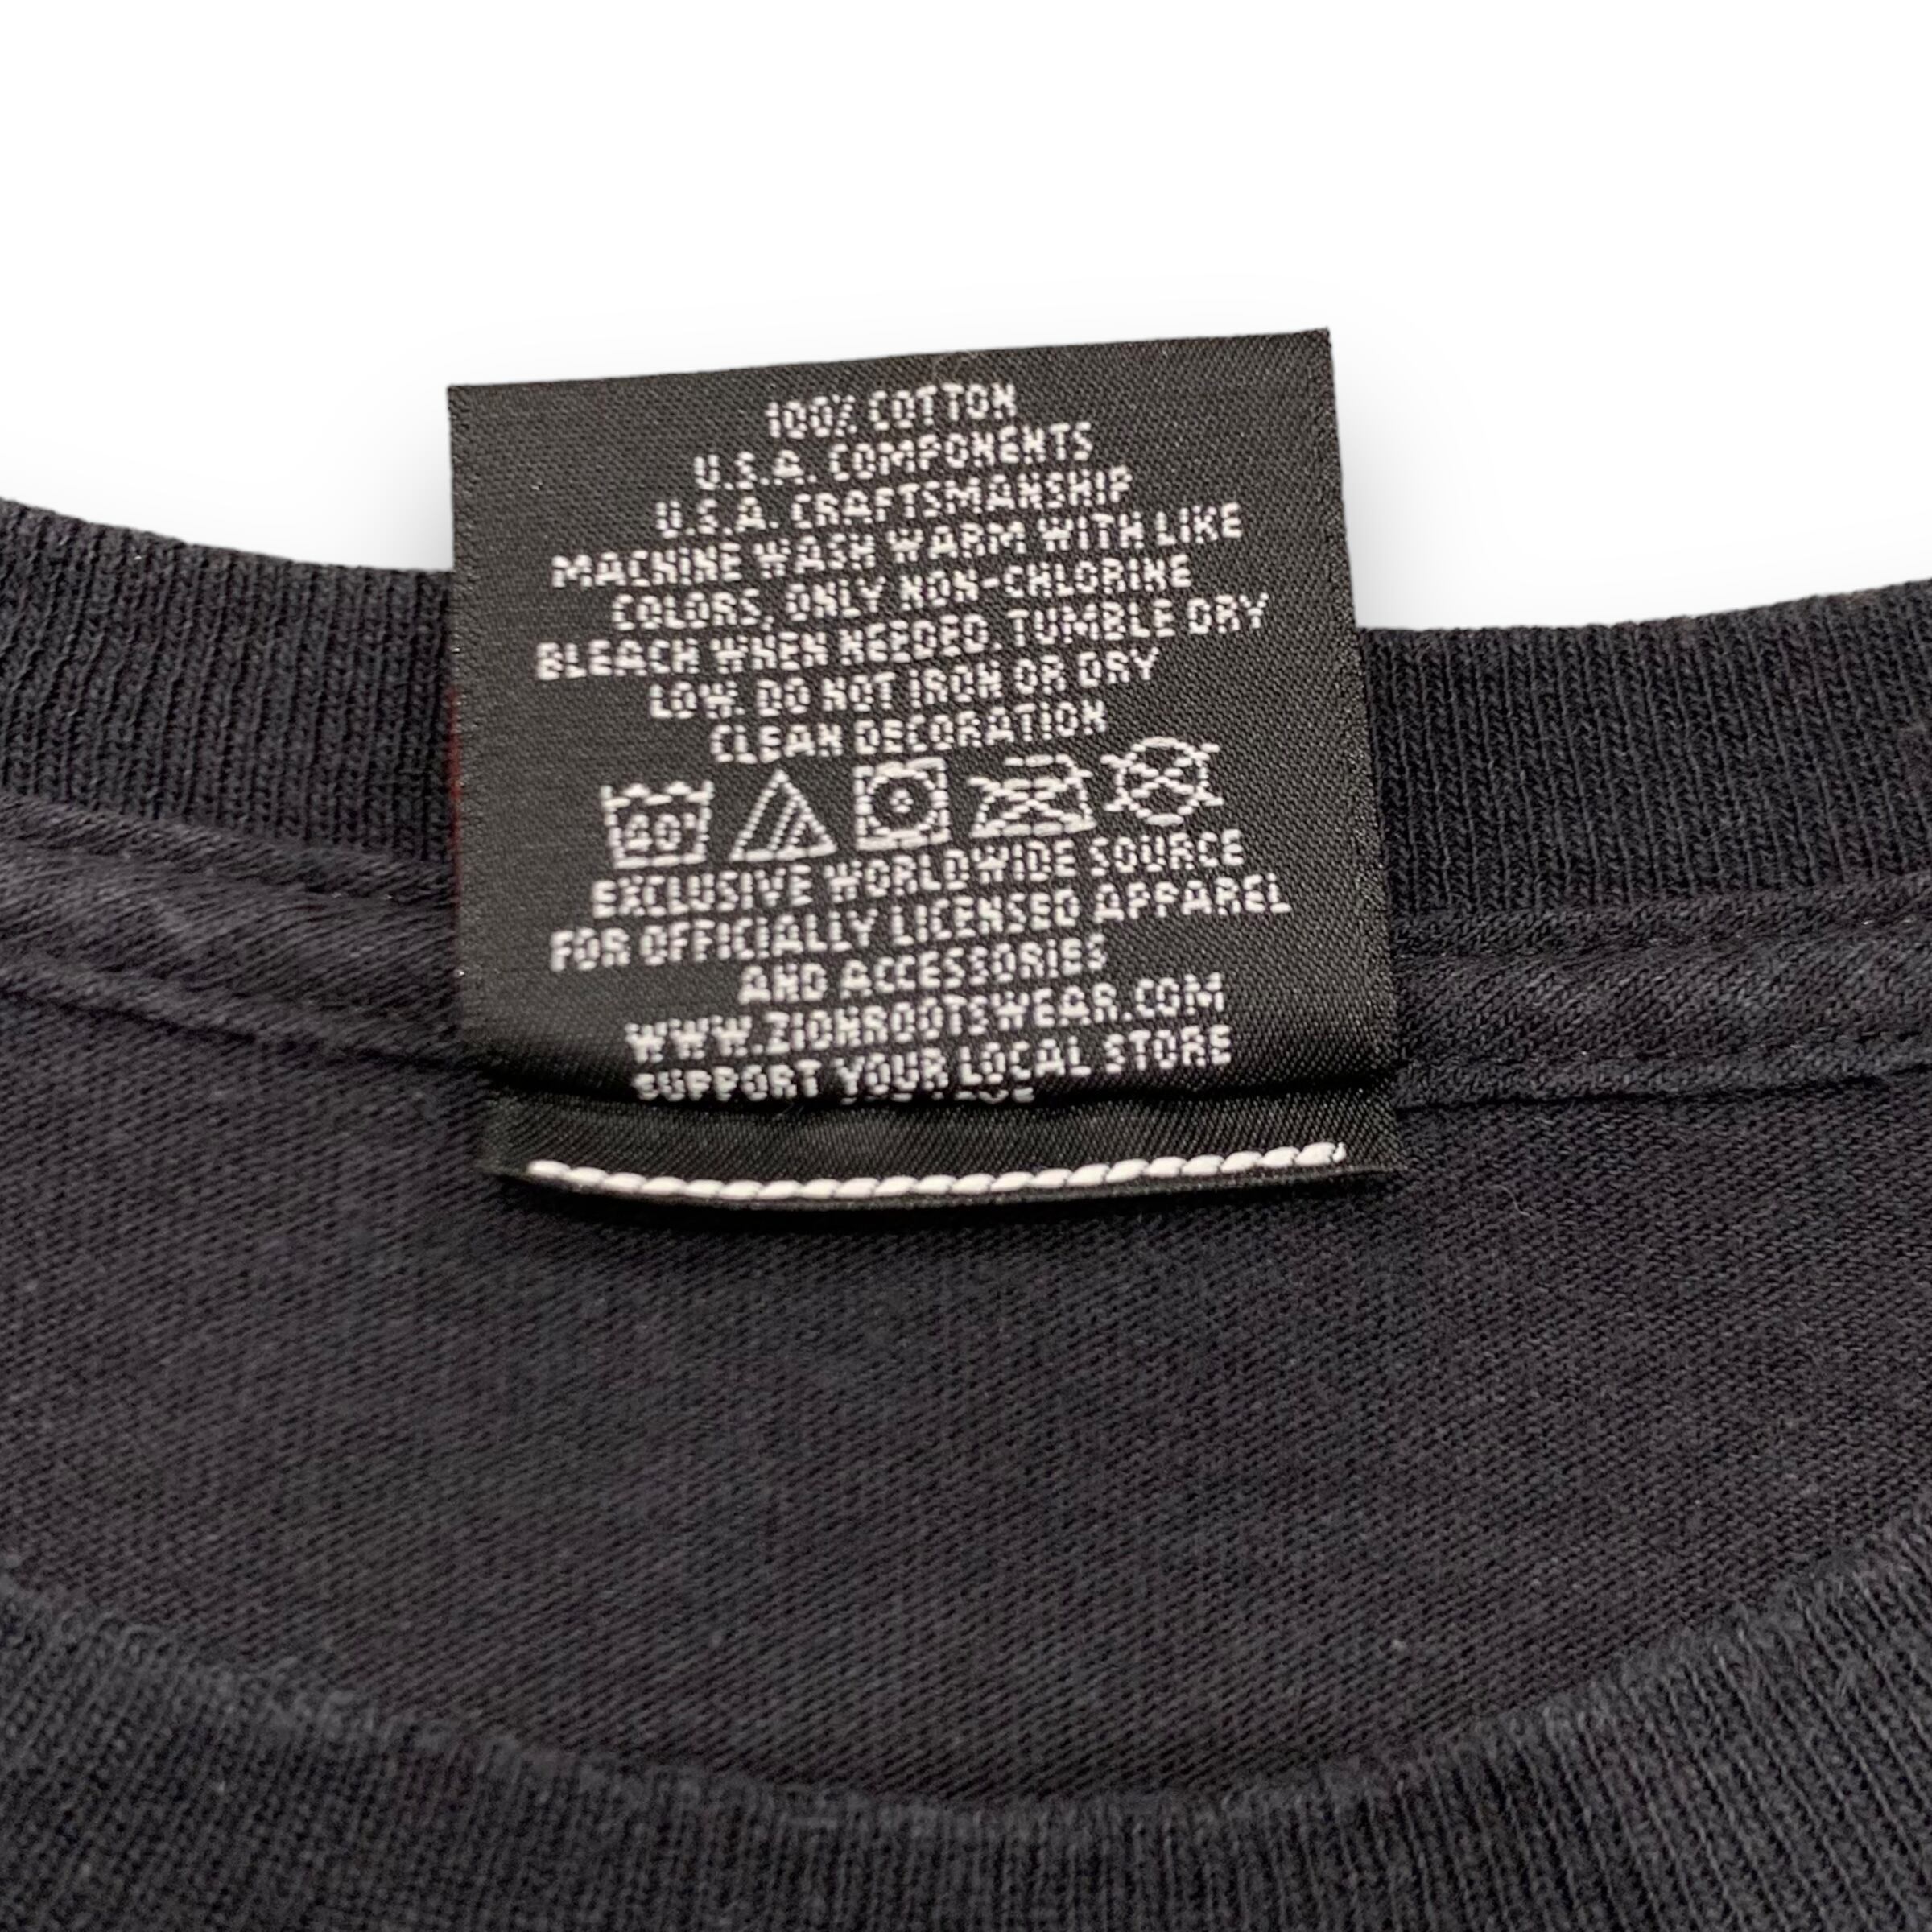 100% COTTON
U.S.A. COMPONENTS
U.S.A. CRAFTSMANSHIP
MACHINE WASH WARM WITH LIKE
COLORS, ONLY NON-CHLORINE
BLEACH WHEN NEEDED. TUMBLE DRY
LOW. DO NOT IRON OR DRY
CLEAN DECORATION
40°
EXCLUSIVE WORLDWIDE SOURCE
FOR OFFICIALLY LICENSED APPAREL
AND ACCESSORIES
WWW.ZIONROOTSWEAR.COM
SUPPORT YOUR LOCAL STORE